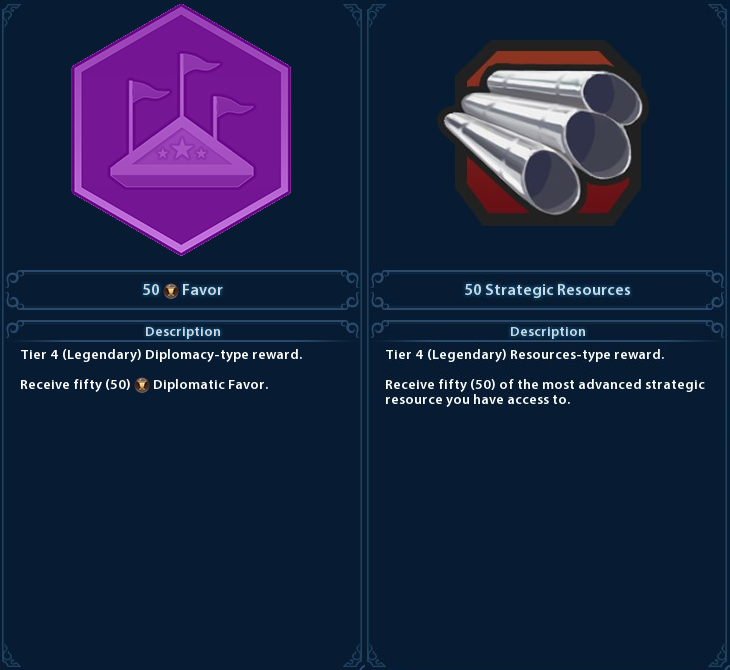 50 Favor
Description
Tier 4 (Legendary) Diplomacy-type reward.
Receive fifty (50) Diplomatic Favor.
50 Strategic Resources
Description
Tier 4 (Legendary) Resources-type reward.
Receive fifty (50) of the most advanced strategic
resource you have access to.